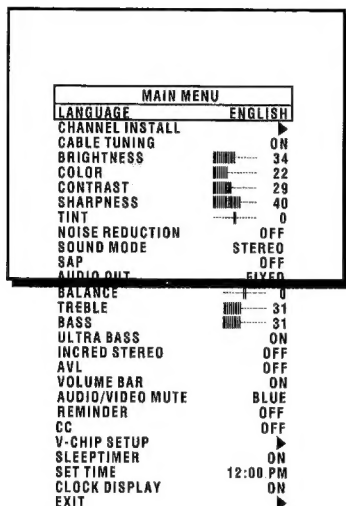 MAIN MENU
LANGUAGE ENGLISH
CHANNEL INSTALL
CABLE TUNING ON
BRIGHTNESS 34
COLOR 22
CONTRAST 29
SHARPNESS 40
TINT 0
NOISE REDUCTION OFF
SOUND MODE STEREO
SAP OFF
AUDIO OUT FIXED
BALANCE 0
TREBLE 31
BASS 31
ULTRA BASS ON
INCRED STEREO OFF
AVL OFF
VOLUME BAR ON
AUDIO/VIDEO MUTE BLUE
REMINDER OFF
CC OFF
V-CHIP SETUP
SLEEPTIMER ON
SET TIME 12:00 PM
CLOCK DISPLAY ON
EXIT